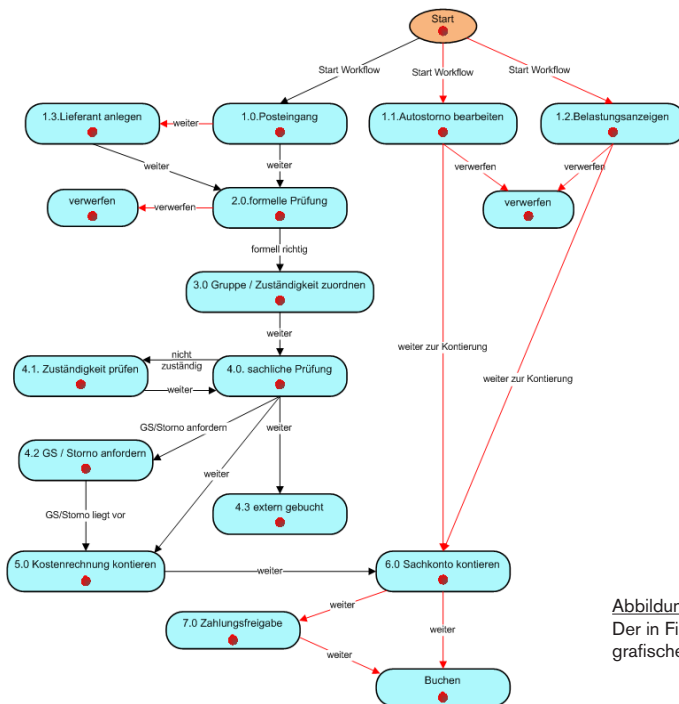 Start
Start Workflow
Start Workflow
Start Workflow
1.3.Lieferant anlegen
weiter
1.0.Posteingang
1.1.Autostorno bearbeiten
1.2.Belastungsanzeigen
weiter
weiter
verwerfen
verwerfen
verwerfen
verwerfen
2.0.formelle Prüfung
verwerfen
formell richtig
3.0 Gruppe / Zuständigkeit zuordnen
weiter
weiter zur Kontierung
nicht
zuständig
4.1. Zuständigkeit prüfen
4.0. sachliche Prüfung
weiter
weiter zur Kontierung
GS/Storno anfordern
weiter
4.2 GS / Storno anfordern
weiter
4.3 extern gebucht
GS/Storno liegt vor
5.0 Kostenrechnung kontieren
weiter
6.0 Sachkonto kontieren
weiter
7.0 Zahlungsfreigabe
weiter
weiter
Buchen
Abbildun
Der in Fi
grafische